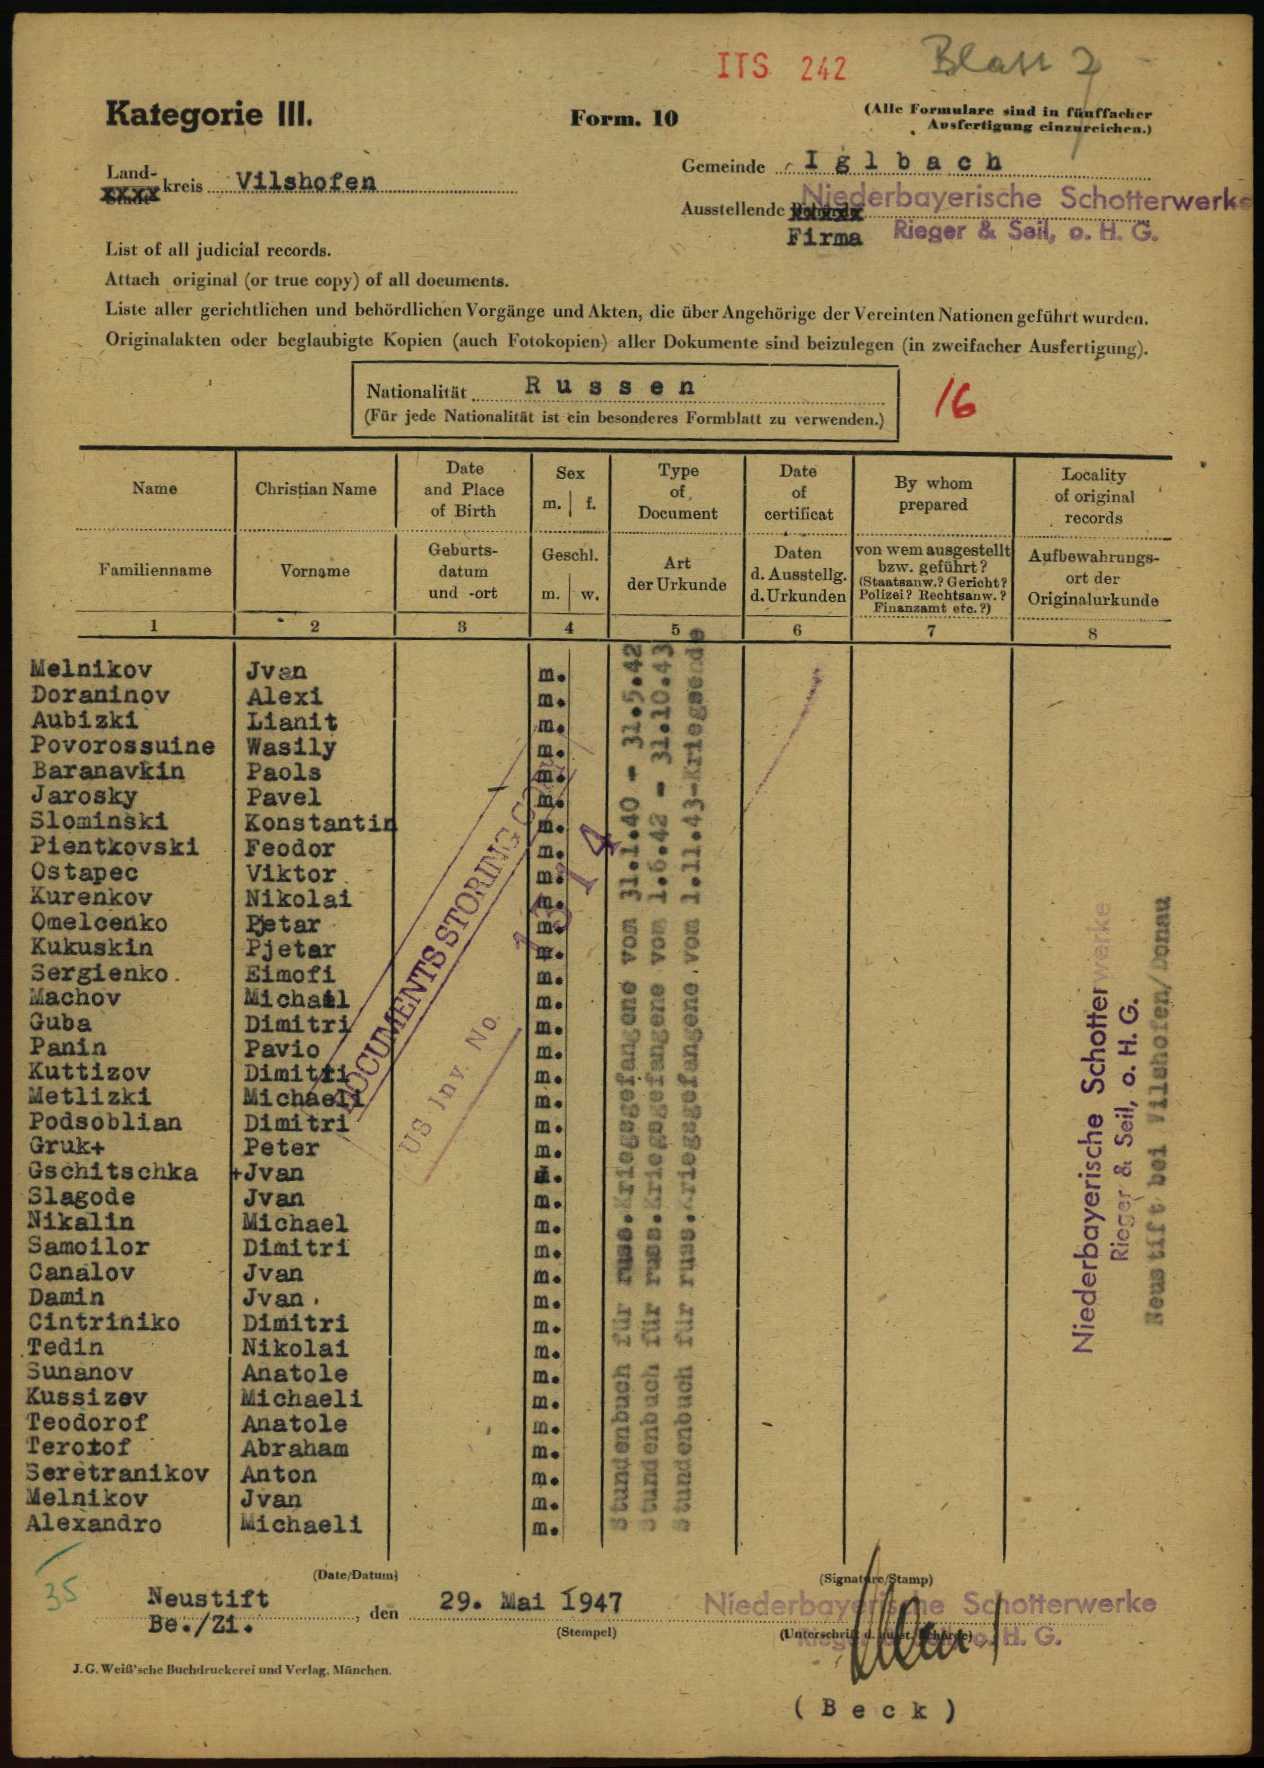 ITS 242
Blatt 7
Kategorie III.
Form. 10
(Alle Formulare sind in fünffacher
Ausfertigung einzureichen.)
Land-
Stadt
kreis Vilshofen
Gemeinde Iglbach
Ausstellende
Firma
Niederbayerische Schotterwerke
Rieger & Seil, o. H. G.
List of all judicial records.
Attach original (or true copy) of all documents.
Liste aller gerichtlichen und behördlichen Vorgänge und Akten, die über Angehörige der Vereinten Nationen geführt wurden.
Originalakten oder beglaubigte Kopien (auch Fotokopien) aller Dokumente sind beizulegen (in zweifacher Ausfertigung).
Nationalität Russen
(Für jede Nationalität ist ein besonderes Formblatt zu verwenden.)
16
Name | Christian Name | Date and Place of Birth | Sex m. f. | Type of Document | Date of certificat | By whom prepared | Locality of original records
Familienname | Vorname | Geburts-datum und -ort | Geschl. m. w. | Art der Urkunde | Daten d. Ausstellg. d. Urkunden | von wem ausgestellt bzw. geführt? (Staatsanw.? Gericht? Polizei? Rechtsanw.? Finanzamt etc.?) | Aufbewahrungs-ort der Originalurkunde
1 2 3 4 5 6 7 8
Melnikov Jvan m.
Doraninov Alexi m.
Aubizki Lianit m.
Povorossuine Wasily m.
Baranavkin Paols m.
Jarosky Pavel m.
Slominski Konstantin m.
Pientkovski Feodor m.
Ostapec Viktor m.
Kurenkov Nikolai m.
Omelcenko Pjetar m.
Kukuskin Pjetar m.
Sergienko. Eimofi m.
Machov Michael m.
Guba Dimitri m.
Panin Pavio m.
Kuttizov Dimitri m.
Metlizki Michaeli m.
Podsoblian Dimitri m.
Gruk+ Peter m.
Gschitschka +Jvan m.
Slagode Jvan m.
Nikalin Michael m.
Samoilor Dimitri m.
Canalov Jvan m.
Damin Jvan m.
Cintriniko Dimitri m.
Tedin Nikolai m.
Sunanov Anatole m.
Kussizev Michaeli m.
Teodorof Anatole m.
Terotof Abraham m.
Seretranikov Anton m.
Melnikov Jvan m.
Alexandro Michaeli m.
Stundenbuch für russ.Kriegsgefangene vom 31.1.40 - 31.5.42
Stundenbuch für russ.Kriegsgefangene vom 1.6.42 - 31.10.43
Stundenbuch für russ.Kriegsgefangene vom 1.11.43-Kriegsende
DOCUMENTS STORING
US Inv. No. 1314
Niederbayerische Schotterwerke
Rieger & Seil, o. H. G.
Neustift bei Vilshofen/Donau
35
(Date/Datum)
Neustift
Be./Zi.
, den 29. Mai 1947
(Stempel)
(Signature/Stamp)
Niederbayerische Schotterwerke
Rieger & Seil, o. H. G.
(Unterschrift d. ausst. Behörde)
J. G. Weiß'sche Buchdruckerei und Verlag, München.
(Beck)